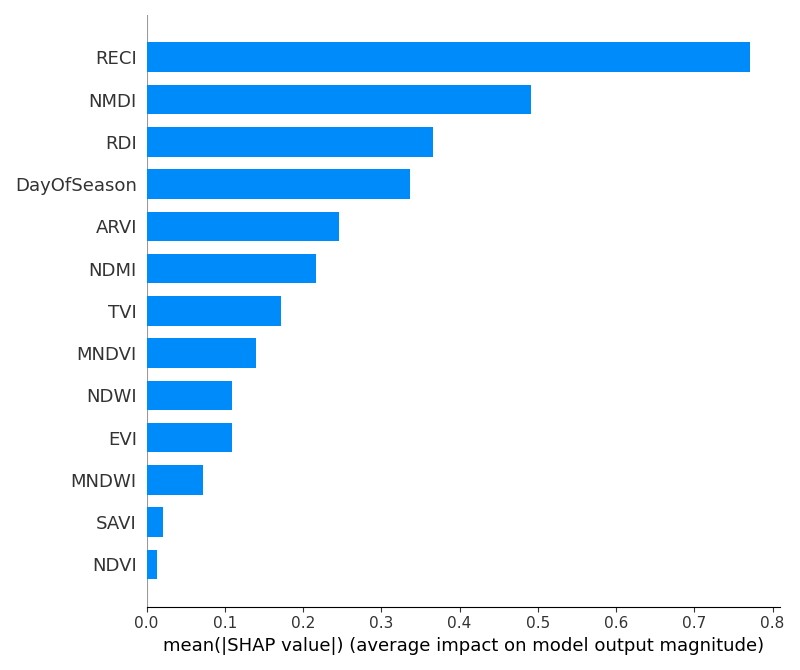 RECI
NMDI
RDI
DayOfSeason
ARVI
NDMI
TVI
MNDVI
NDWI
EVI
MNDWI
SAVI
NDVI
0.0 0.1 0.2 0.3 0.4 0.5 0.6 0.7 0.8
mean(|SHAP value|) (average impact on model output magnitude)